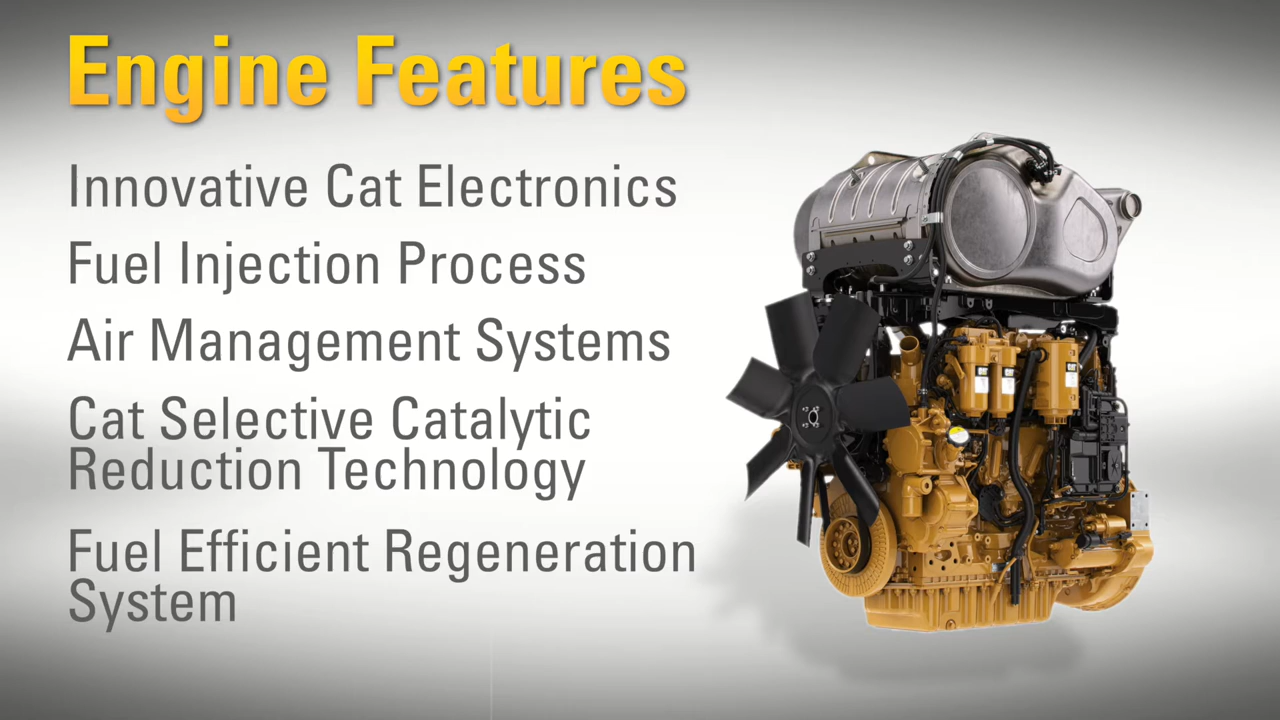 Engine Features
Innovative Cat Electronics
Fuel Injection Process
Air Management Systems
Cat Selective Catalytic
Reduction Technology
Fuel Efficient Regeneration
System